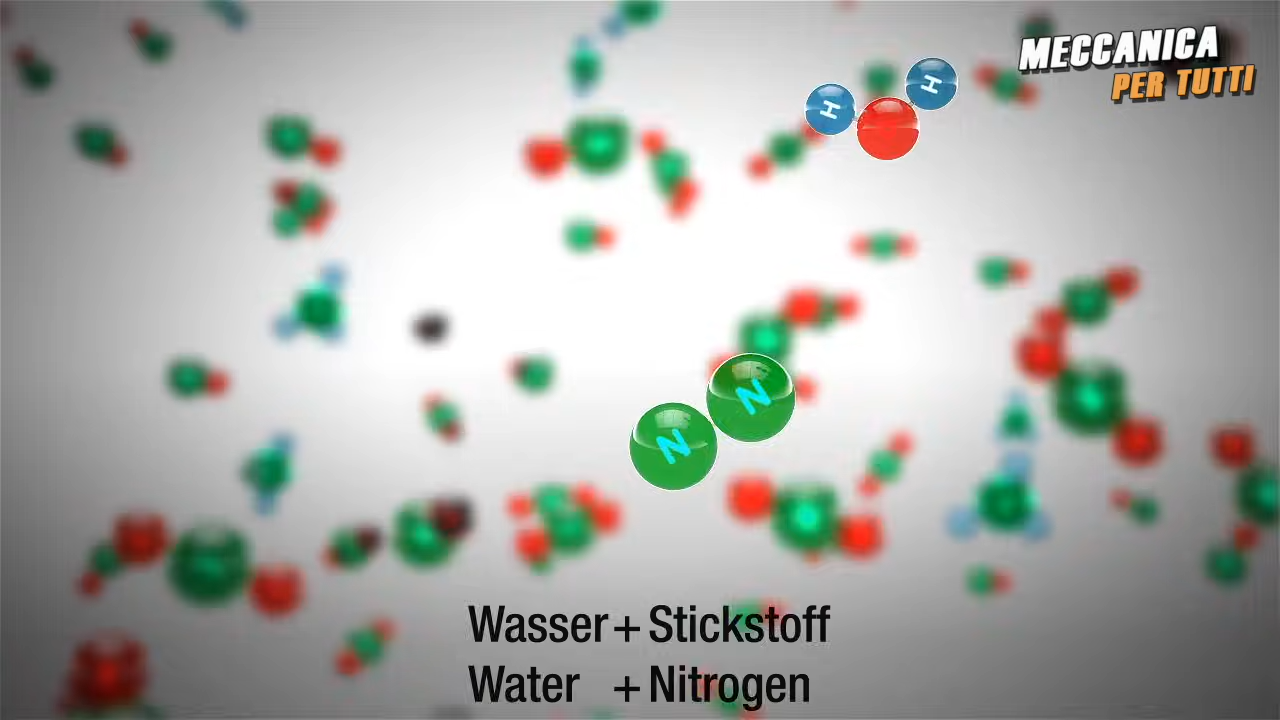 MECCANICA
PER TUTTI
H H
N
N
Wasser + Stickstoff
Water + Nitrogen